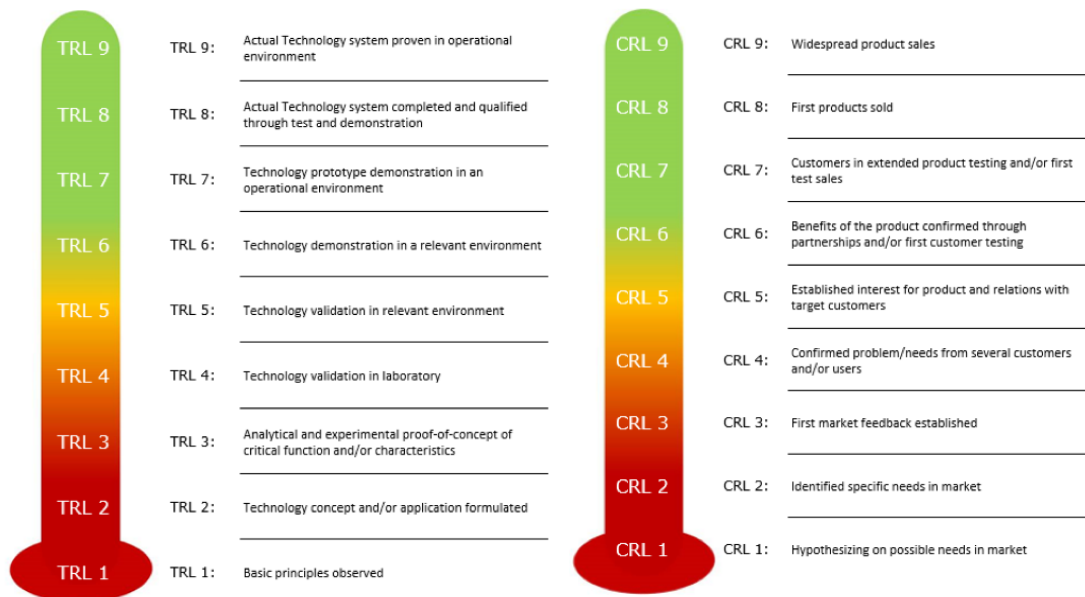 TRL 9
TRL 9:
Actual Technology system proven in operational
environment
TRL 8
TRL 8:
Actual Technology system completed and qualified
through test and demonstration
TRL 7
TRL 7:
Technology prototype demonstration in an
operational environment
TRL 6
TRL 6:
Technology demonstration in a relevant environment
TRL 5
TRL 5:
Technology validation in relevant environment
TRL 4
TRL 4:
Technology validation in laboratory
TRL 3
TRL 3:
Analytical and experimental proof-of-concept of
critical function and/or characteristics
TRL 2
TRL 2:
Technology concept and/or application formulated
TRL 1
TRL 1:
Basic principles observed
CRL 9
CRL 9:
Widespread product sales
CRL 8
CRL 8:
First products sold
CRL 7
CRL 7:
Customers in extended product testing and/or first
test sales
CRL 6
CRL 6:
Benefits of the product confirmed through
partnerships and/or first customer testing
CRL 5
CRL 5:
Established interest for product and relations with
target customers
CRL 4
CRL 4:
Confirmed problem/needs from several customers
and/or users
CRL 3
CRL 3:
First market feedback established
CRL 2
CRL 2:
Identified specific needs in market
CRL 1
CRL 1:
Hypothesizing on possible needs in market